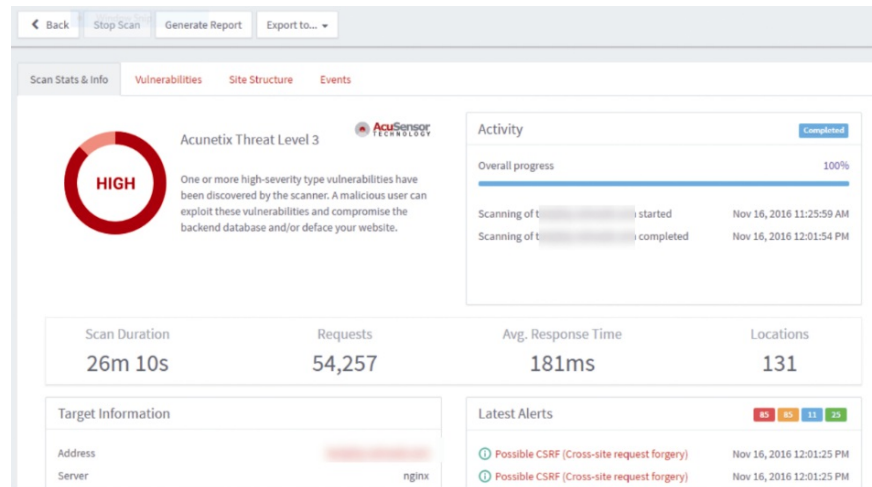 Back
Stop Scan
Generate Report
Export to...
Scan Stats & Info
Vulnerabilities
Site Structure
Events
HIGH
Acunetix Threat Level 3
AcuSensor
TECHNOLOGY
One or more high-severity type vulnerabilities have
been discovered by the scanner. A malicious user can
exploit these vulnerabilities and compromise the
backend database and/or deface your website.
Activity
Completed
Overall progress
100%
Scanning of t
started
Nov 16, 2016 11:25:59 AM
Scanning of t
completed
Nov 16, 2016 12:01:54 PM
Scan Duration
26m 10s
Requests
54,257
Avg. Response Time
181ms
Locations
131
Target Information
Address
Server
nginx
Latest Alerts
85
85
11
25
Possible CSRF (Cross-site request forgery)
Nov 16, 2016 12:01:25 PM
Possible CSRF (Cross-site request forgery)
Nov 16, 2016 12:01:25 PM